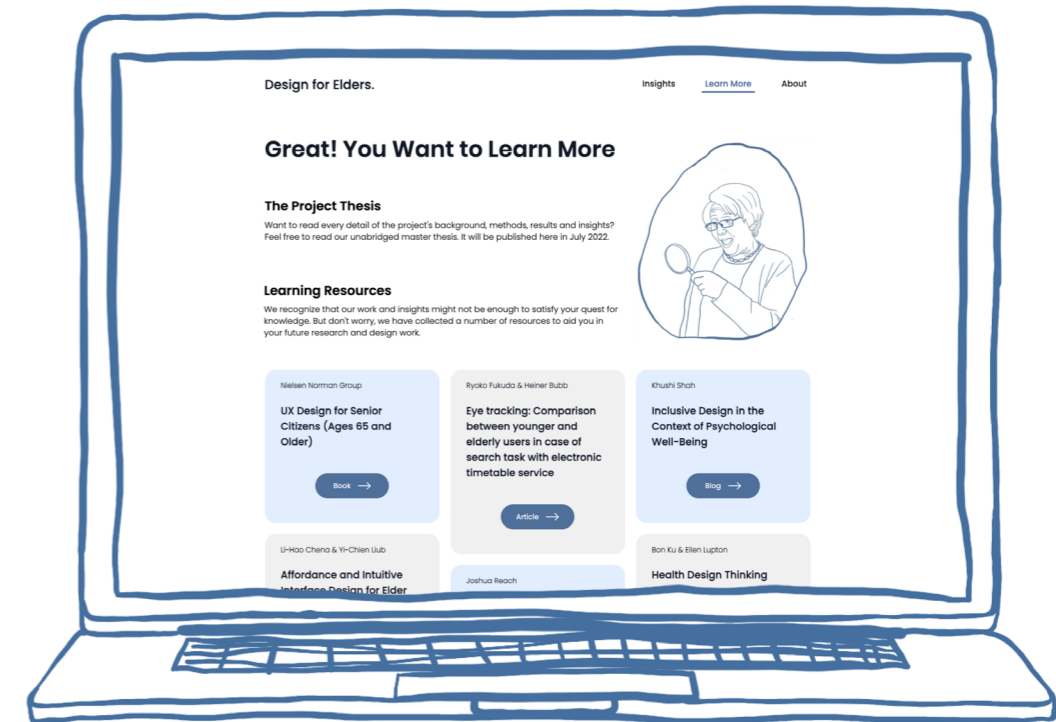 Design for Elders.
Insights
Learn More
About
Great! You Want to Learn More
The Project Thesis
Want to read every detail of the project's background, methods, results and insights?
Feel free to read our unabridged master thesis. It will be published here in July 2022.
Learning Resources
We recognize that our work and insights might not be enough to satisfy your quest for
knowledge. But don't worry, we have collected a number of resources to aid you in
your future research and design work.
Nielsen Norman Group
UX Design for Senior
Citizens (Ages 65 and
Older)
Book
Ryoko Fukuda & Heiner Bubb
Eye tracking: Comparison
between younger and
elderly users in case of
search task with electronic
timetable service
Article
Khushi Shah
Inclusive Design in the
Context of Psychological
Well-Being
Blog
Li-Hao Chena & Yi-Chien Liub
Affordance and Intuitive
Interface Design for Elder
Joshua Reach
Bon Ku & Ellen Lupton
Health Design Thinking